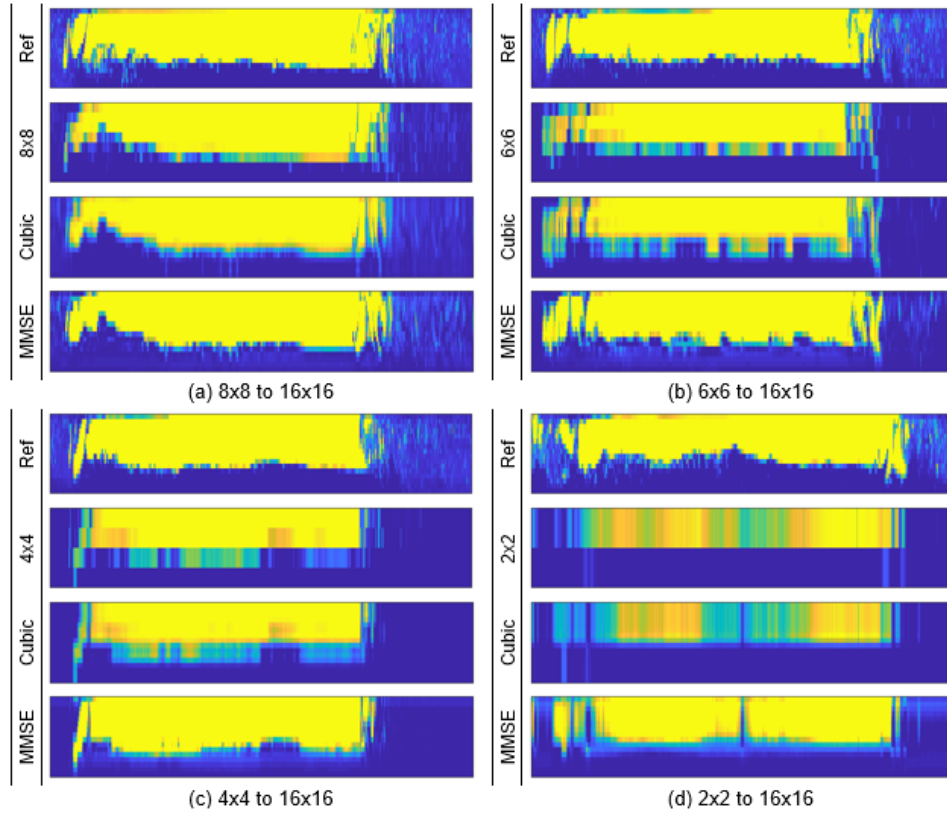 Ref
8x8
Cubic
MMSE
(a) 8x8 to 16x16
Ref
6x6
Cubic
MMSE
(b) 6x6 to 16x16
Ref
4x4
Cubic
MMSE
(c) 4x4 to 16x16
Ref
2x2
Cubic
MMSE
(d) 2x2 to 16x16